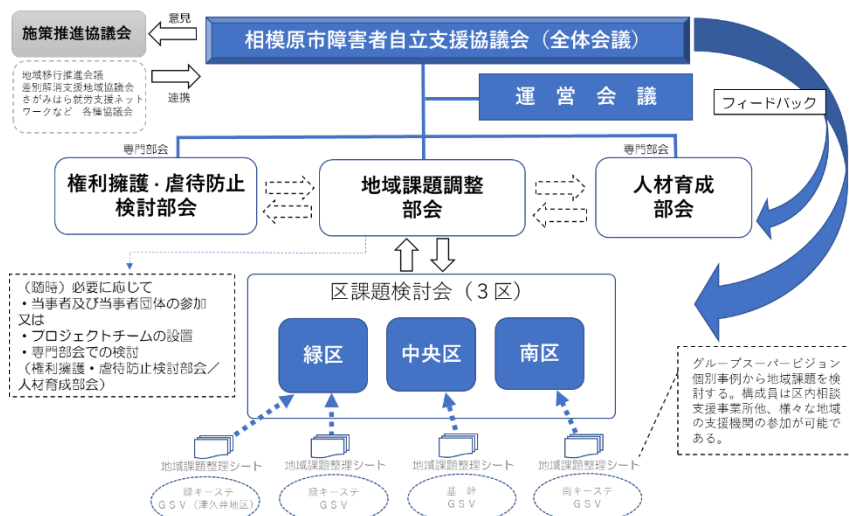 施策推進協議会
意見
相模原市障害者自立支援協議会（全体会議）
地域移行推進会議
差別解消支援地域協議会
さがみはら就労支援ネット
ワークなど　各種協議会
連携
運　営　会　議
フィードバック
専門部会
権利擁護・虐待防止
検討部会
地域課題調整
部会
専門部会
人材育成
部会
（随時）必要に応じて
・当事者及び当事者団体の参加
又は
・プロジェクトチームの設置
・専門部会での検討
（権利擁護・虐待防止検討部会／
人材育成部会）
区課題検討会（３区）
緑区
中央区
南区
グループスーパービジョン
個別事例から地域課題を検
討する。構成員は区内相談
支援事業所他、様々な地域
の支援機関の参加が可能で
ある。
地域課題整理シート
地域課題整理シート
地域課題整理シート
地域課題整理シート
緑キーステ
ＧＳＶ（津久井地区）
緑キーステ
ＧＳＶ
基　幹
ＧＳＶ
南キーステ
ＧＳＶ